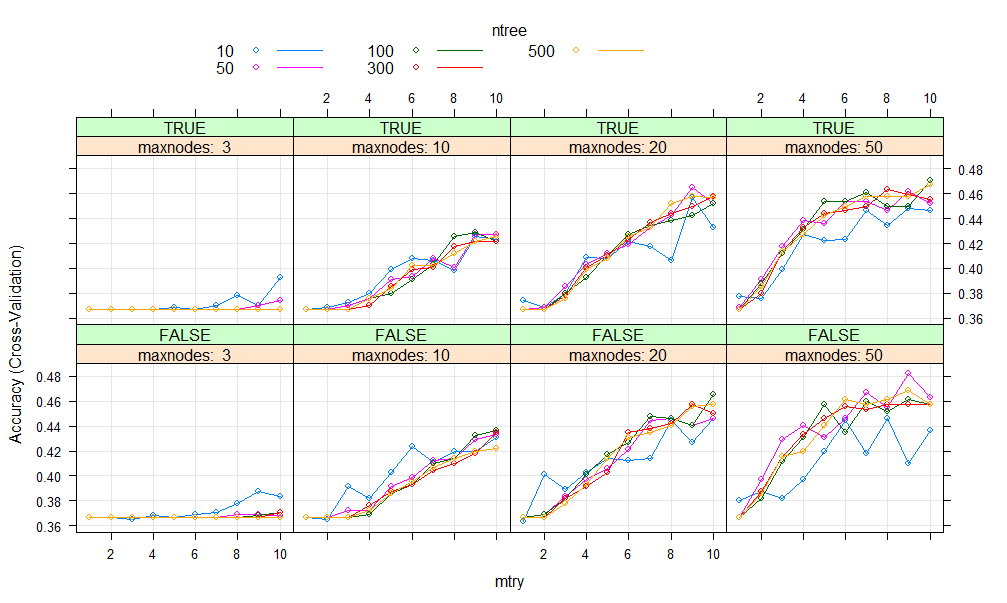 ntree
10 100 500
50 300
2 4 6 8 10 2 4 6 8 10
TRUE TRUE TRUE TRUE
maxnodes: 3 maxnodes: 10 maxnodes: 20 maxnodes: 50
0.48
0.46
0.44
0.42
0.40
0.38
0.36
FALSE FALSE FALSE FALSE
maxnodes: 3 maxnodes: 10 maxnodes: 20 maxnodes: 50
Accuracy (Cross-Validation)
0.48
0.46
0.44
0.42
0.40
0.38
0.36
2 4 6 8 10 2 4 6 8 10
mtry